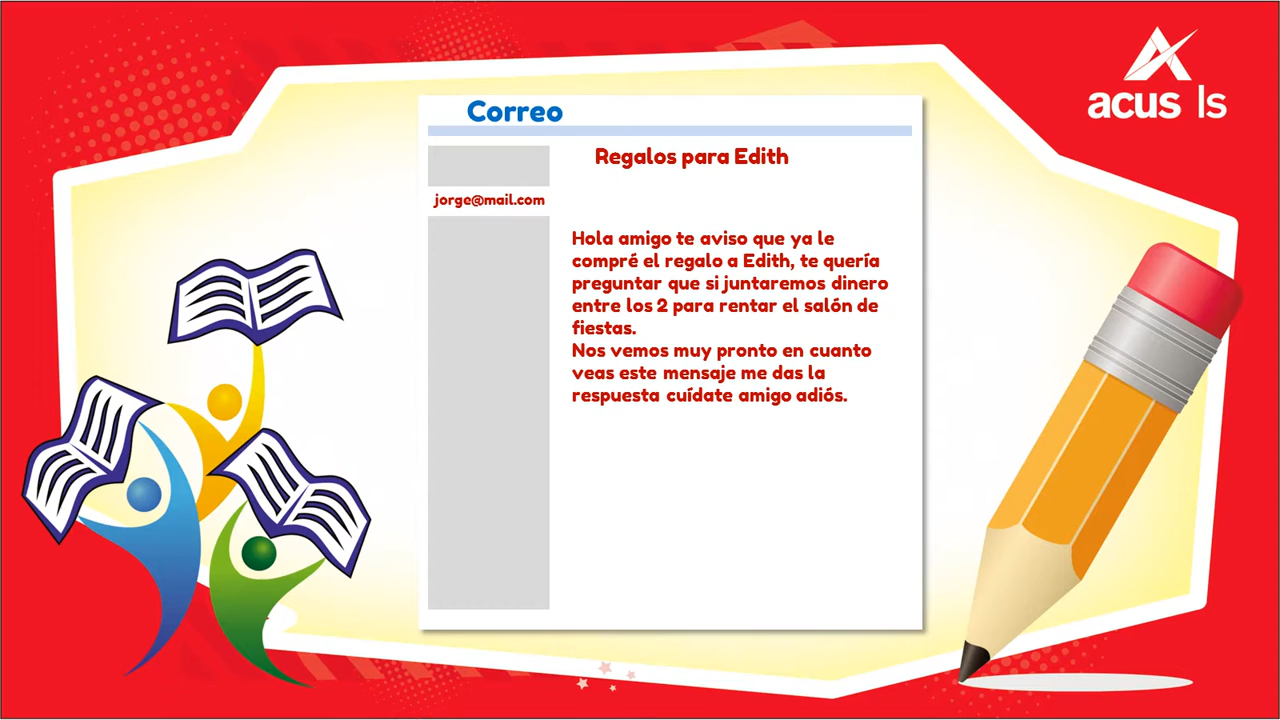 acus ls
Correo
Regalos para Edith
jorge@mail.com
Hola amigo te aviso que ya le
compré el regalo a Edith, te quería
preguntar que si juntaremos dinero
entre los 2 para rentar el salón de
fiestas.
Nos vemos muy pronto en cuanto
veas este mensaje me das la
respuesta cuídate amigo adiós.